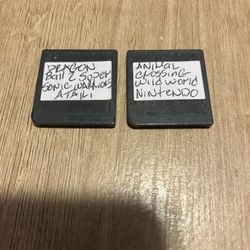 DRAGON
Ball Z Super
SONIC WARRIORS
ATARI
ANIMAL
CROSSING
Wild World
NINTENDO